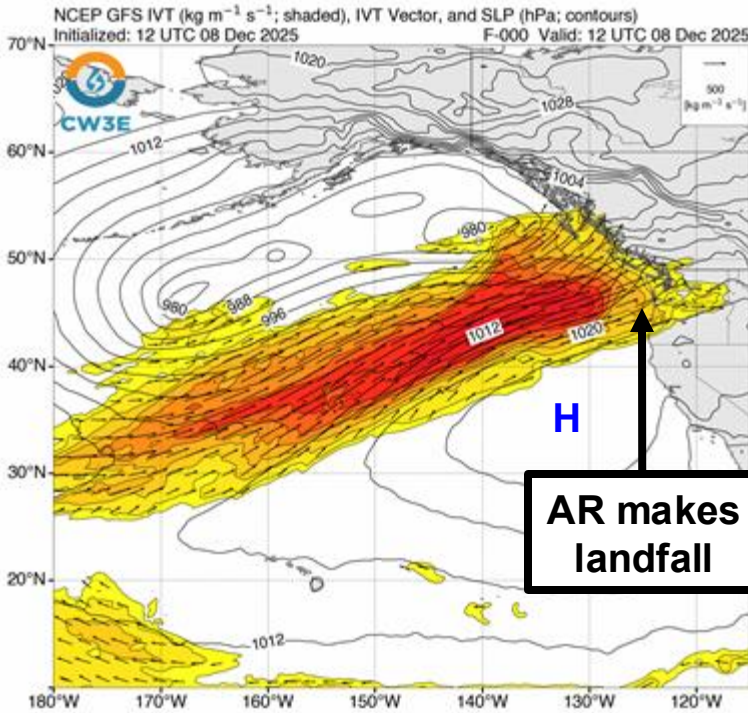 NCEP GFS IVT (kg m⁻¹ s⁻¹; shaded), IVT Vector, and SLP (hPa; contours)
Initialized: 12 UTC 08 Dec 2025 F-000 Valid: 12 UTC 08 Dec 2025
70°N
1020
500
[kg m⁻¹ s⁻¹]
1028
CW3E
1012
60°N
1004
980
50°N
980
988
996
1012
1020
40°N
H
30°N
AR makes
landfall
20°N
1012
180°W 170°W 160°W 150°W 140°W 130°W 120°W